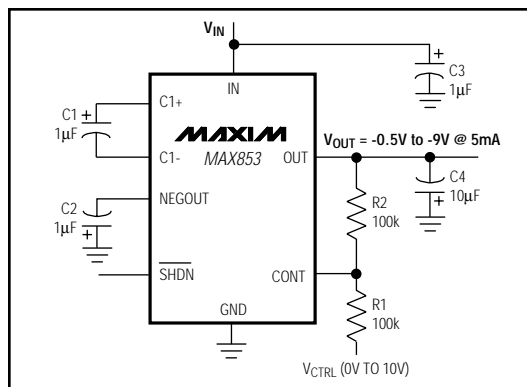 VIN
C1+
C1
1µF
C1-
IN
C3
1µF
MAXIM
MAX853
OUT
VOUT = -0.5V to -9V @ 5mA
NEGOUT
C2
1µF
R2
100k
C4
10µF
SHDN
CONT
GND
R1
100k
VCTRL (0V TO 10V)